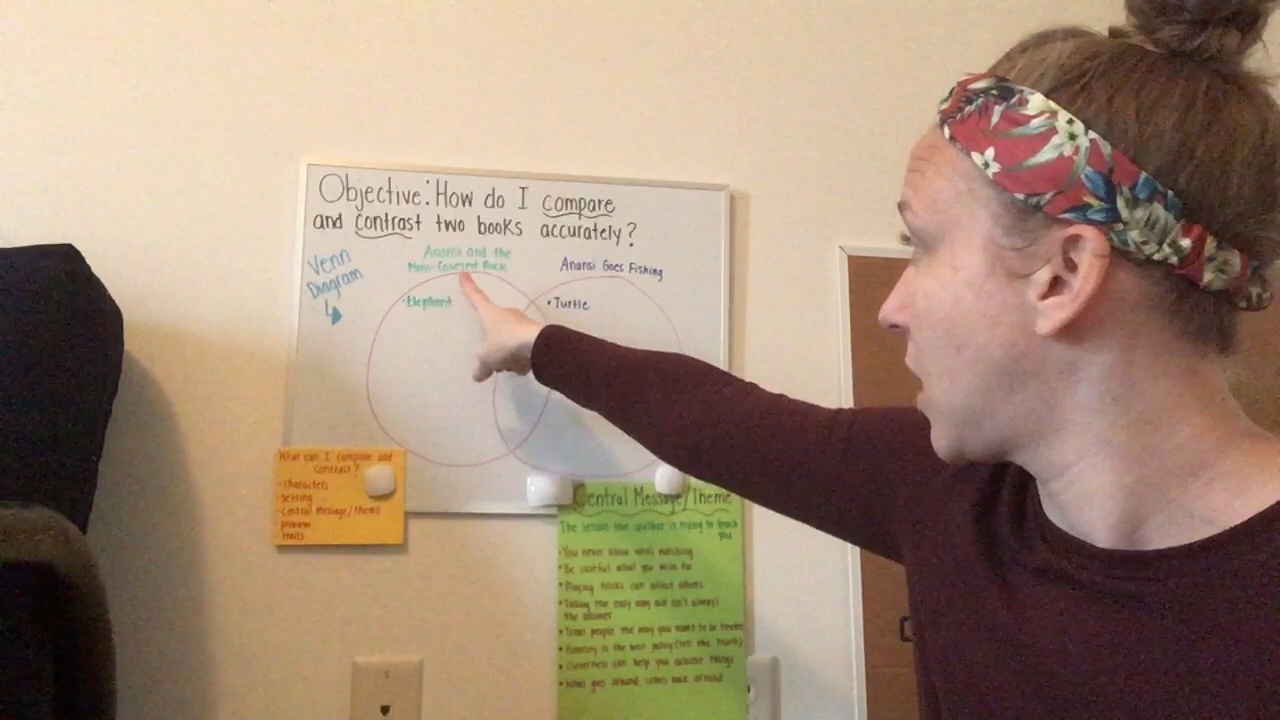 Objective: How do I compare
and contrast two books accurately?
Venn
Diagram
Anansi and the
Moss-Covered Rock
Anansi Goes Fishing
•Elephant
•Turtle
What can I compare and
contrast?
-characters
-setting
-central message/theme
-problem
-traits
Central Message/Theme
The lesson the author is trying to teach
you
•You never know who's watching
•Be careful what you wish for
•Playing tricks can affect others
•Taking the easy way out isn't always
the answer
•Treat people the way you want to be treated
•Honesty is the best policy (tell the truth)
•Cleverness can help you achieve things
•What goes around, comes back around